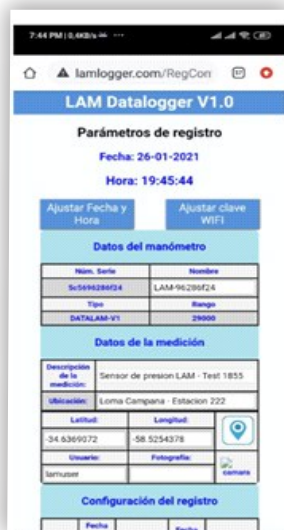 7:44 PM | 0,4KB/s
lamlogger.com/RegCon
LAM Datalogger V1.0
Parámetros de registro
Fecha: 26-01-2021
Hora: 19:45:44
Ajustar Fecha y Hora
Ajustar clave WIFI
Datos del manómetro
Núm. Serie Nombre
5c5696286f24 LAM-96286f24
Tipo Rango
DATALAM-V1 29000
Datos de la medición
Descripción de la medición: Sensor de presion LAM - Test 1855
Ubicación: Loma Campana - Estacion 222
Latitud: Longitud:
-34.6369072 -58.5254378
Usuario: Fotografía:
lamuser
camara
Configuración del registro
Fecha Fecha